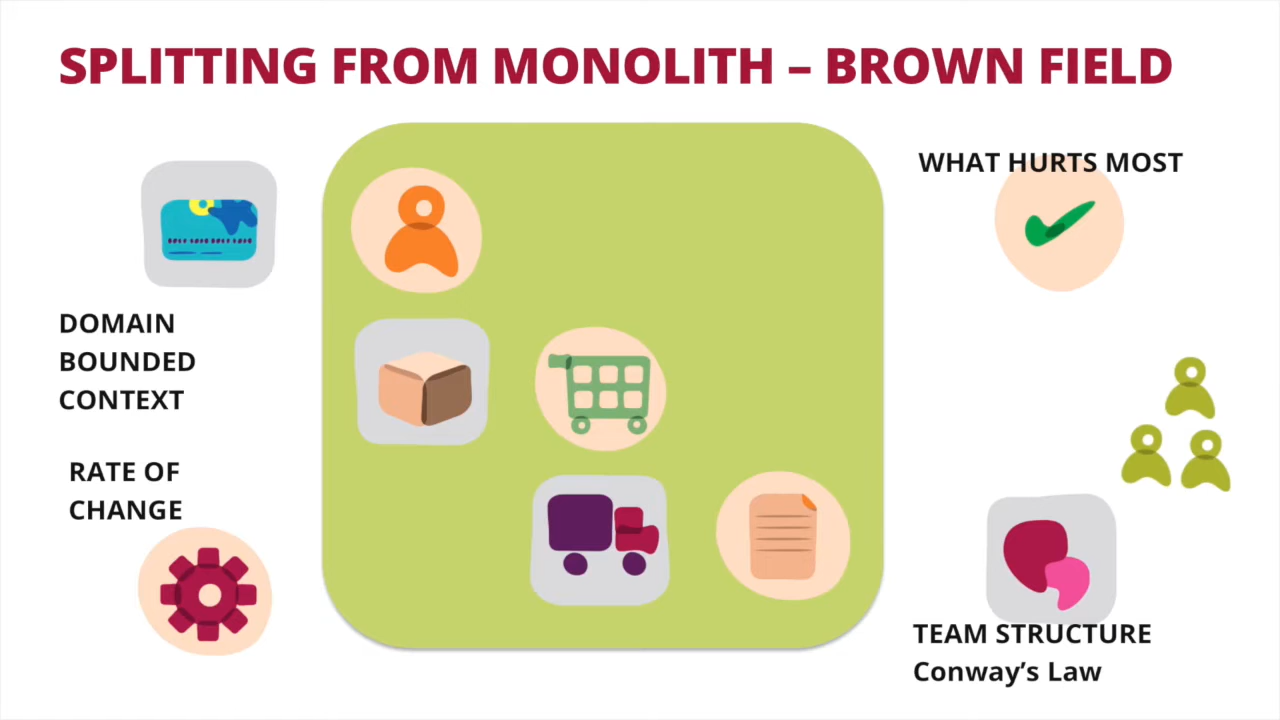 SPLITTING FROM MONOLITH – BROWN FIELD
DOMAIN
BOUNDED
CONTEXT
RATE OF
CHANGE
WHAT HURTS MOST
TEAM STRUCTURE
Conway’s Law